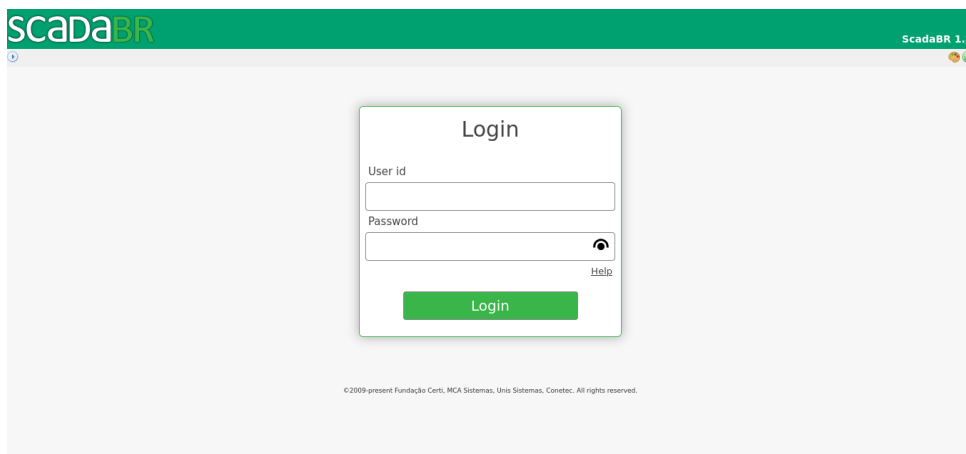 SCADABR
ScadaBR 1.
Login
User id
Password
Help
Login
©2009-present Fundação Certi, MCA Sistemas, Unis Sistemas, Conetec. All rights reserved.